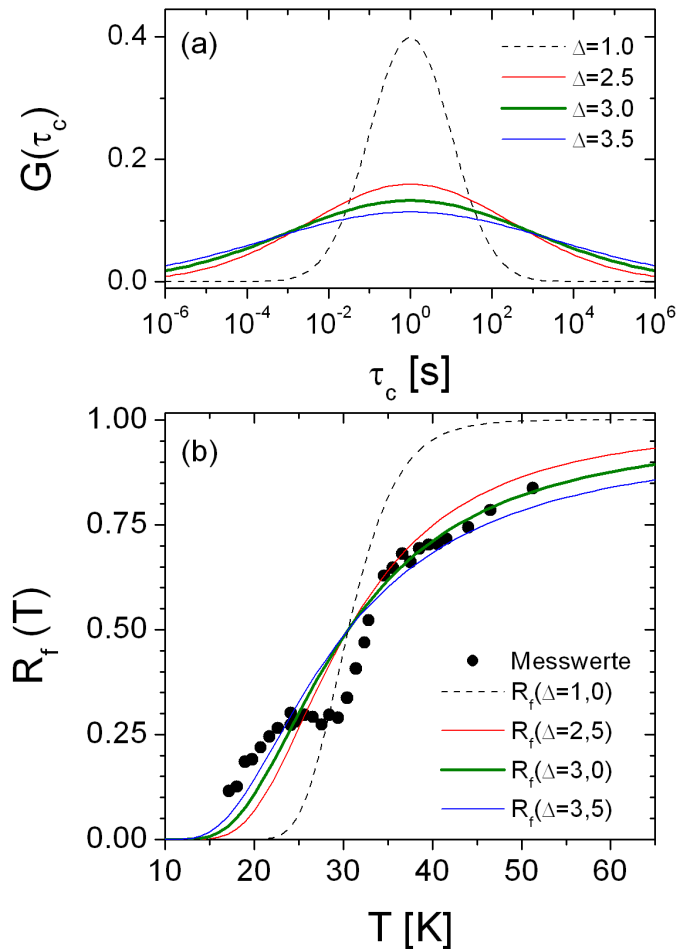 (a)
Δ=1.0
Δ=2.5
Δ=3.0
Δ=3.5
G(τc)
0.4
0.2
0.0
10⁻⁶ 10⁻⁴ 10⁻² 10⁰ 10² 10⁴ 10⁶
τc [s]
(b)
1.00
0.75
0.50
0.25
0.00
Rf (T)
Messwerte
Rf(Δ=1,0)
Rf(Δ=2,5)
Rf(Δ=3,0)
Rf(Δ=3,5)
10 20 30 40 50 60
T [K]